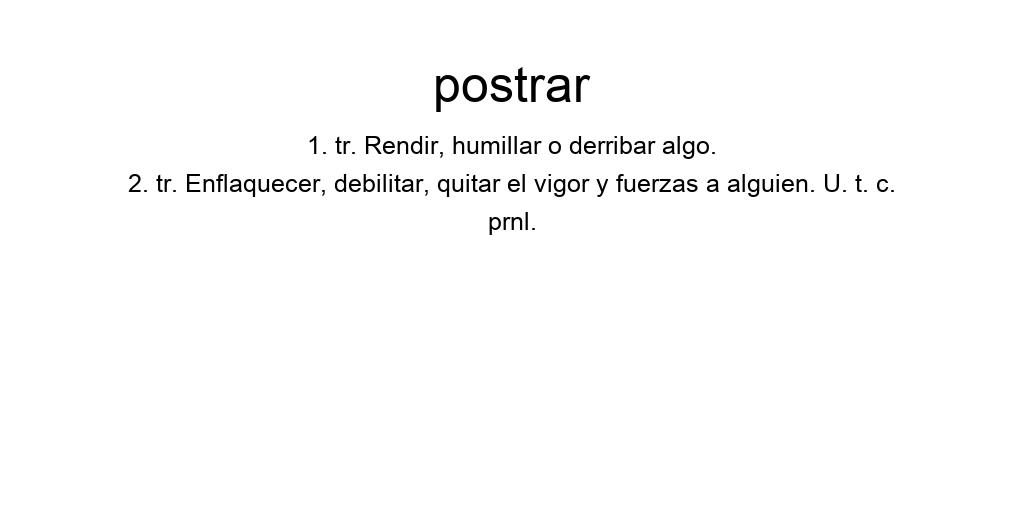 postrar
1. tr. Rendir, humillar o derribar algo.
2. tr. Enflaquecer, debilitar, quitar el vigor y fuerzas a alguien. U. t. c.
prnl.